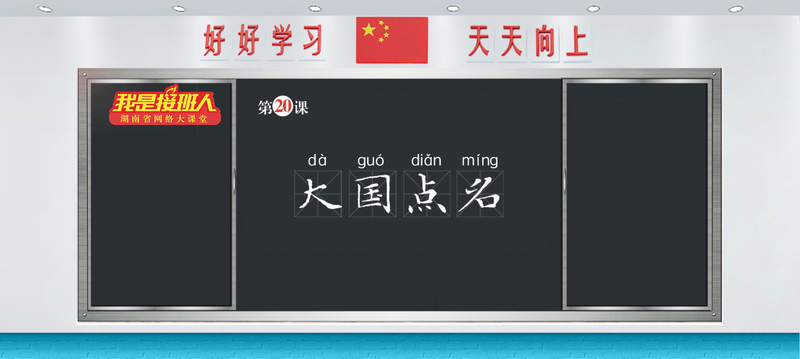 好好学习 天天向上
我是接班人
湖南省网络大课堂
第20课
dà guó diǎn míng
大国点名